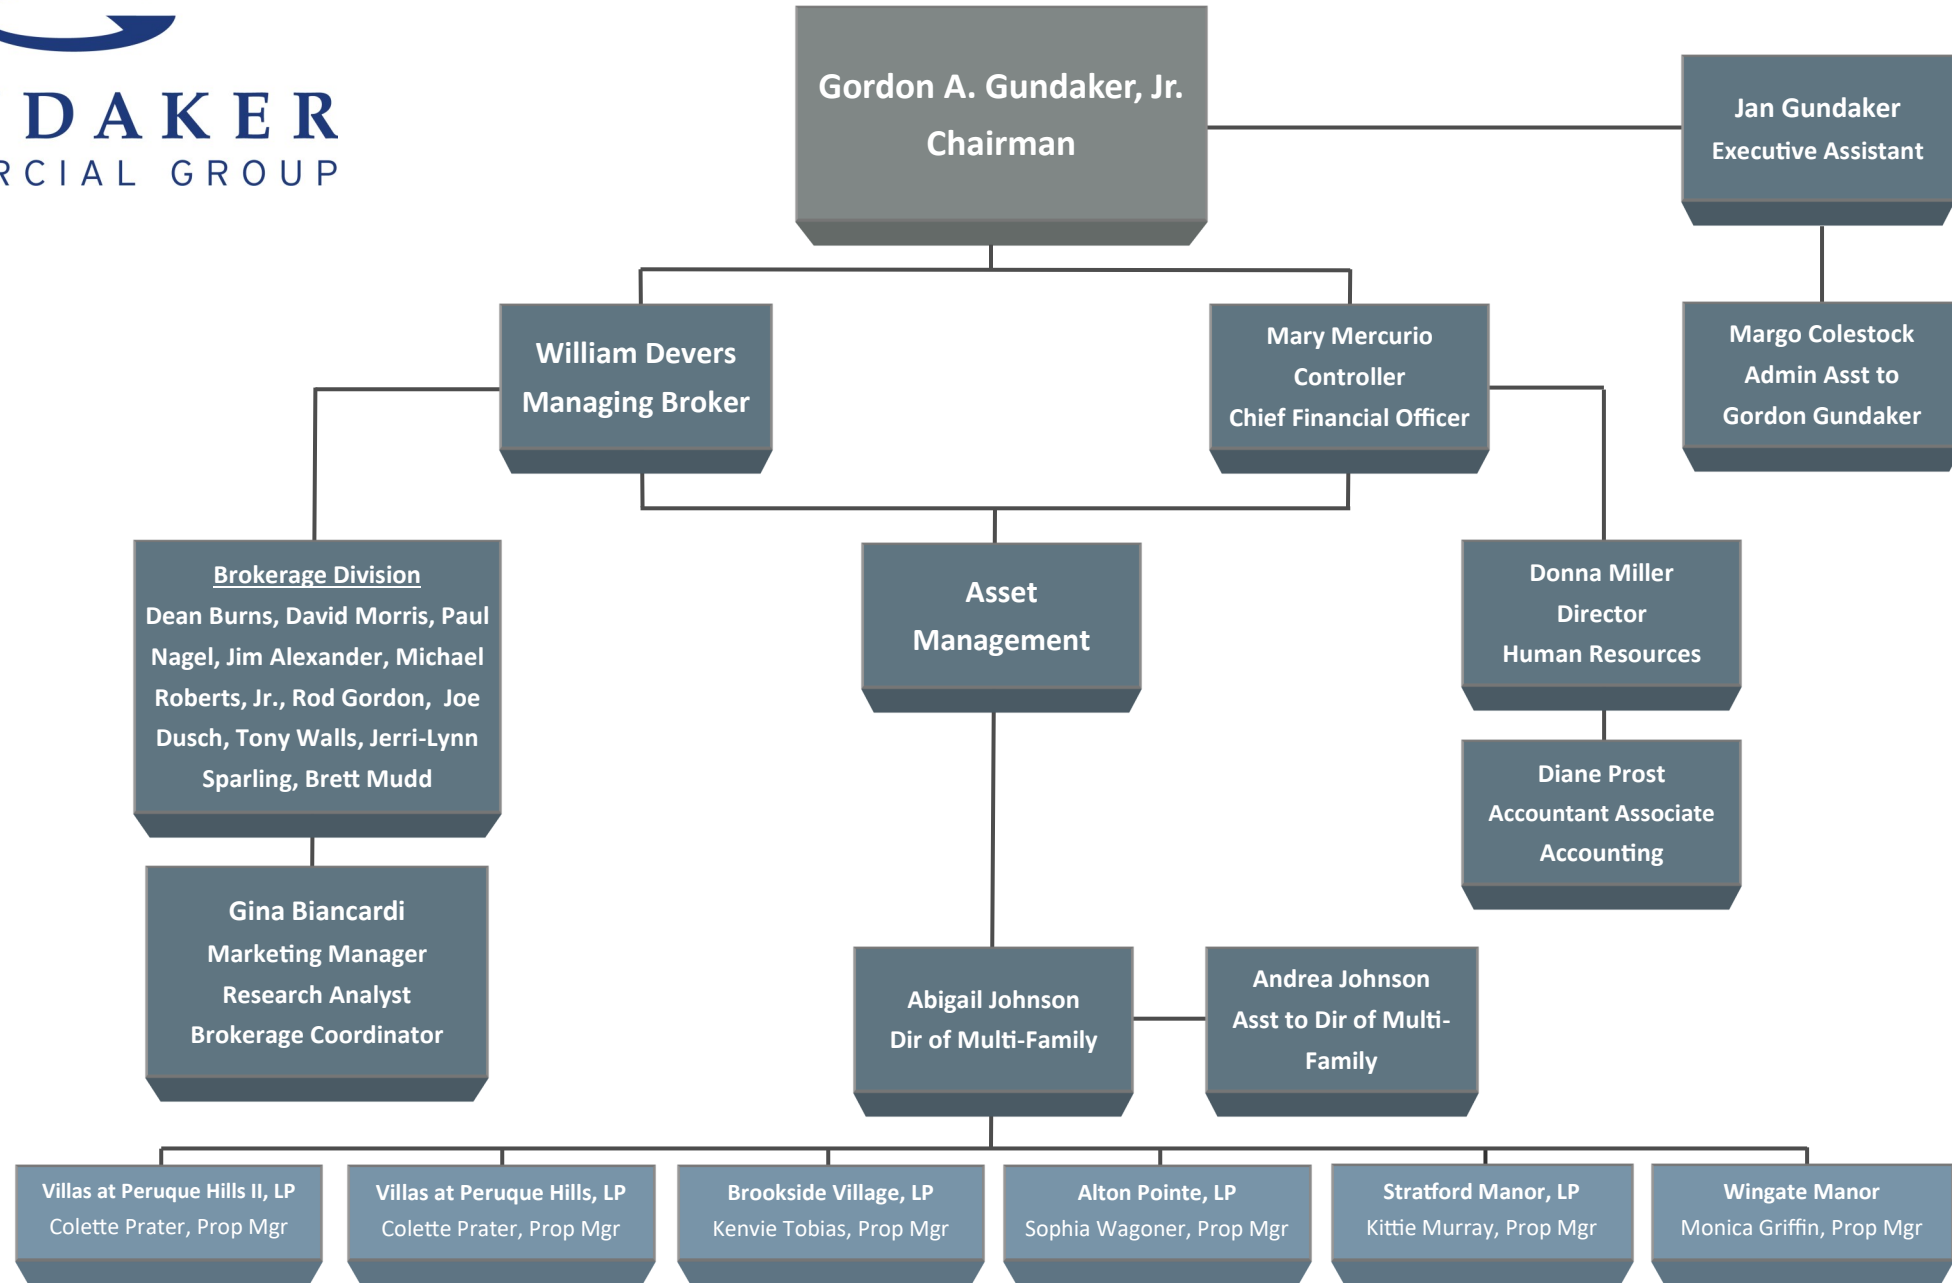 DAKER
RCIAL GROUP
Gordon A. Gundaker, Jr.
Chairman
Jan Gundaker
Executive Assistant
William Devers
Managing Broker
Mary Mercurio
Controller
Chief Financial Officer
Margo Colestock
Admin Asst to
Gordon Gundaker
Brokerage Division
Dean Burns, David Morris, Paul
Nagel, Jim Alexander, Michael
Roberts, Jr., Rod Gordon, Joe
Dusch, Tony Walls, Jerri-Lynn
Sparling, Brett Mudd
Asset
Management
Donna Miller
Director
Human Resources
Diane Prost
Accountant Associate
Accounting
Gina Biancardi
Marketing Manager
Research Analyst
Brokerage Coordinator
Abigail Johnson
Dir of Multi-Family
Andrea Johnson
Asst to Dir of Multi-
Family
Villas at Peruque Hills II, LP
Colette Prater, Prop Mgr
Villas at Peruque Hills, LP
Colette Prater, Prop Mgr
Brookside Village, LP
Kenvie Tobias, Prop Mgr
Alton Pointe, LP
Sophia Wagoner, Prop Mgr
Stratford Manor, LP
Kittie Murray, Prop Mgr
Wingate Manor
Monica Griffin, Prop Mgr